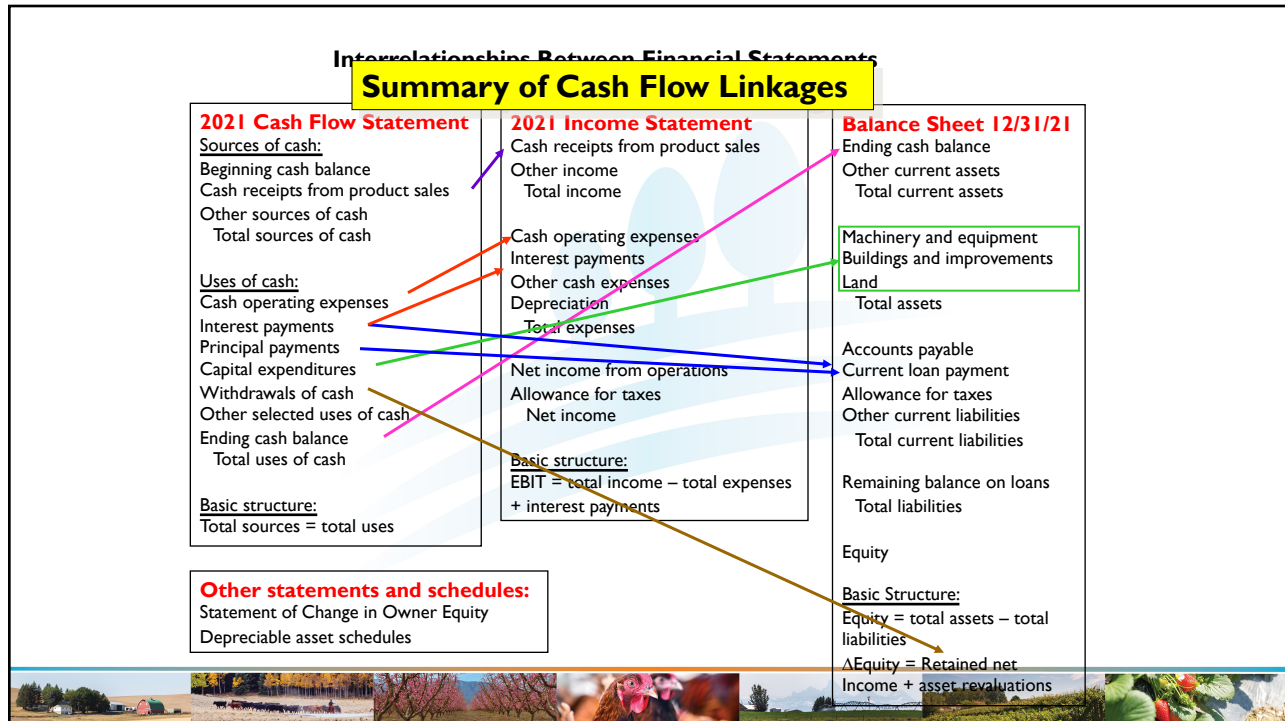 Interrelationships Between Financial Statements
Summary of Cash Flow Linkages
2021 Cash Flow Statement
Sources of cash:
Beginning cash balance
Cash receipts from product sales
Other sources of cash
Total sources of cash
Uses of cash:
Cash operating expenses
Interest payments
Principal payments
Capital expenditures
Withdrawals of cash
Other selected uses of cash
Ending cash balance
Total uses of cash
Basic structure:
Total sources = total uses
2021 Income Statement
Cash receipts from product sales
Other income
Total income
Cash operating expenses
Interest payments
Other cash expenses
Depreciation
Total expenses
Net income from operations
Allowance for taxes
Net income
Basic structure:
EBIT = total income – total expenses
+ interest payments
Balance Sheet 12/31/21
Ending cash balance
Other current assets
Total current assets
Machinery and equipment
Buildings and improvements
Land
Total assets
Accounts payable
Current loan payment
Allowance for taxes
Other current liabilities
Total current liabilities
Remaining balance on loans
Total liabilities
Equity
Basic Structure:
Equity = total assets – total
liabilities
∆Equity = Retained net
Income + asset revaluations
Other statements and schedules:
Statement of Change in Owner Equity
Depreciable asset schedules